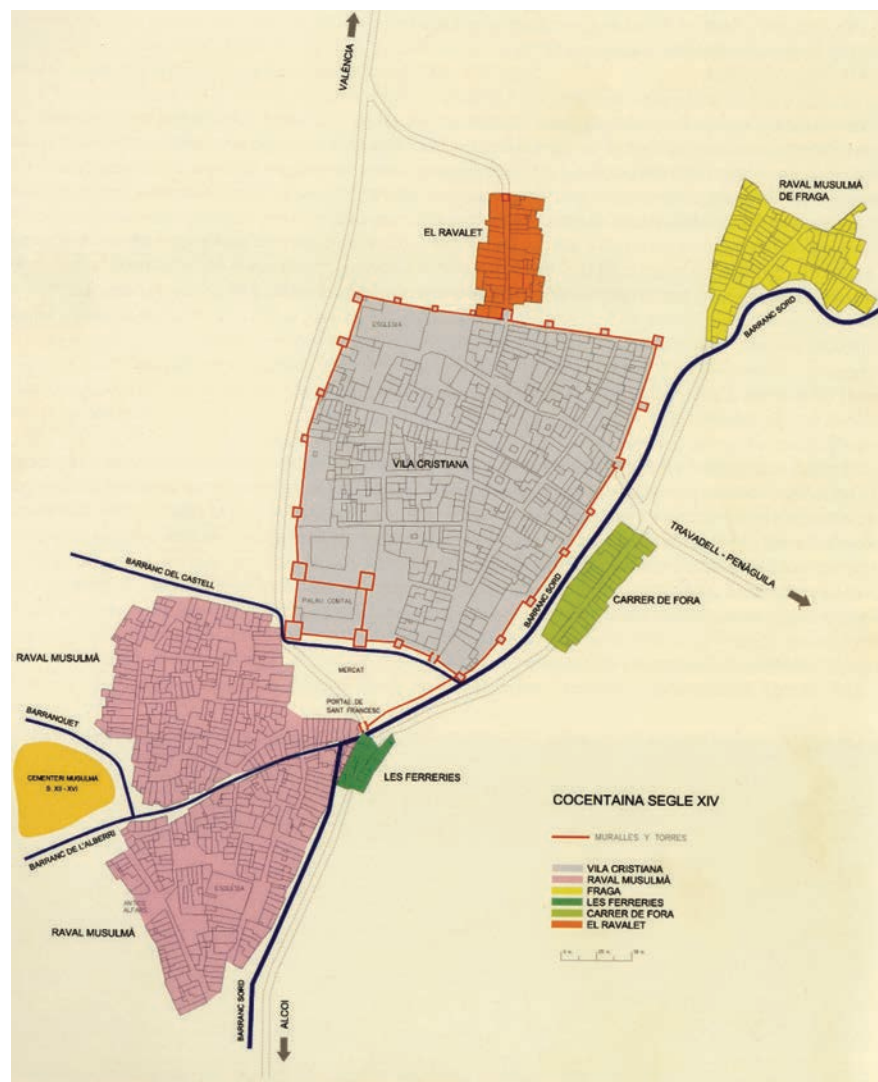 VALÈNCIA
RAVAL MUSULMÀ
DE FRAGA
EL RAVALET
BARRANC SORD
ESGLESIA
VILA CRISTIANA
TRAVADELL - PENÀGUILA
BARRANC DEL CASTELL
BARRANC SORD
PALAU COMTAL
CARRER DE FORA
RAVAL MUSULMÀ
MERCAT
PORTAL DE
SANT FRANCESC
BARRANQUET
CEMENTERI MUSULMÀ
S. XII - XVI
LES FERRERIES
COCENTAINA SEGLE XIV
MURALLES Y TORRES
BARRANC DE L'ALBERRI
VILA CRISTIANA
RAVAL MUSULMÀ
FRAGA
LES FERRERIES
CARRER DE FORA
EL RAVALET
ESGLÉSIA
ANTICS
RAVAL MUSULMÀ
BARRANC SORD
ALCOI